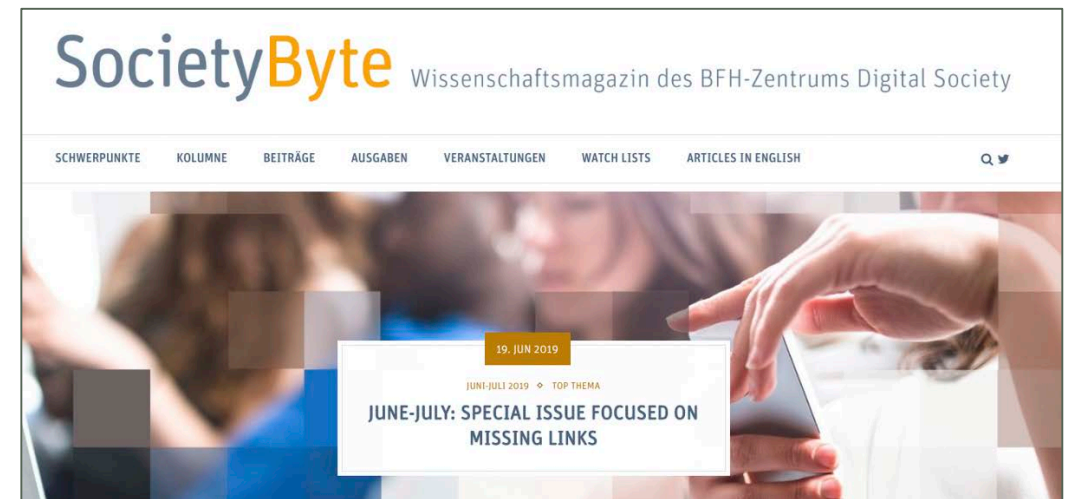 SocietyByte Wissenschaftsmagazin des BFH-Zentrums Digital Society
SCHWERPUNKTE KOLUMNE BEITRÄGE AUSGABEN VERANSTALTUNGEN WATCH LISTS ARTICLES IN ENGLISH
19. JUN 2019
JUNI-JULI 2019 ⋄ TOP THEMA
JUNE-JULY: SPECIAL ISSUE FOCUSED ON
MISSING LINKS